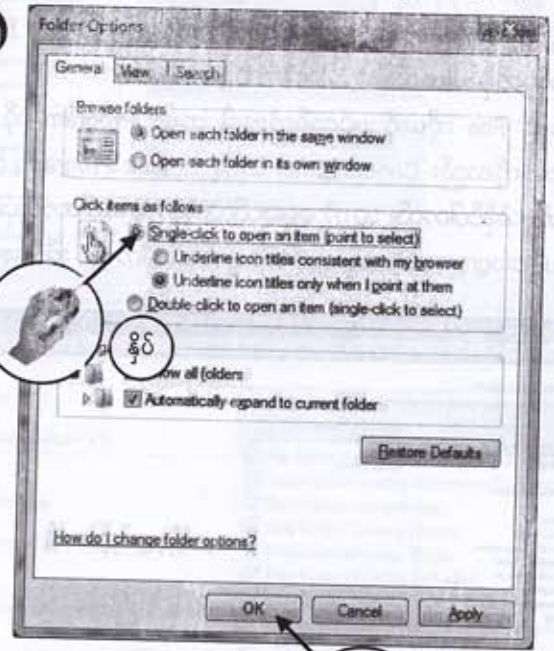 Folder Options
General View Search
Browse folders
Open each folder in the same window
Open each folder in its own window
Click items as follows
Single-click to open an item (point to select)
Underline icon titles consistent with my browser
Underline icon titles only when I point at them
Double-click to open an item (single-click to select)
နှိပ်
all folders
Automatically expand to current folder
Restore Defaults
How do I change folder options?
OK Cancel Apply